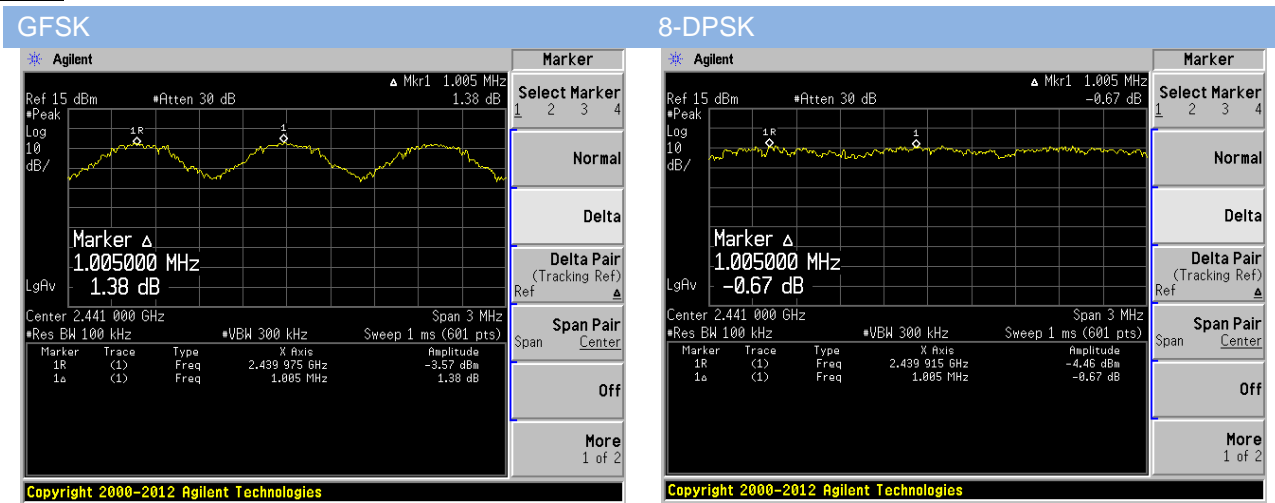 GFSK
8-DPSK
Agilent
Marker
Δ Mkr1 1.005 MHz
Ref 15 dBm #Atten 30 dB 1.38 dB
#Peak
Log
10
dB/
1R
1
Marker Δ
1.005000 MHz
1.38 dB
LgAv
Center 2.441 000 GHz Span 3 MHz
#Res BW 100 kHz #VBW 300 kHz Sweep 1 ms (601 pts)
Marker Trace Type X Axis Amplitude
1R (1) Freq 2.439 975 GHz -3.57 dBm
1Δ (1) Freq 1.005 MHz 1.38 dB
Select Marker
1 2 3 4
Normal
Delta
Delta Pair
(Tracking Ref)
Ref Δ
Span Pair
Span Center
Off
More
1 of 2
Copyright 2000-2012 Agilent Technologies
Agilent
Marker
Δ Mkr1 1.005 MHz
Ref 15 dBm #Atten 30 dB -0.67 dB
#Peak
Log
10
dB/
1R
1
Marker Δ
1.005000 MHz
-0.67 dB
LgAv
Center 2.441 000 GHz Span 3 MHz
#Res BW 100 kHz #VBW 300 kHz Sweep 1 ms (601 pts)
Marker Trace Type X Axis Amplitude
1R (1) Freq 2.439 915 GHz -4.46 dBm
1Δ (1) Freq 1.005 MHz -0.67 dB
Select Marker
1 2 3 4
Normal
Delta
Delta Pair
(Tracking Ref)
Ref Δ
Span Pair
Span Center
Off
More
1 of 2
Copyright 2000-2012 Agilent Technologies